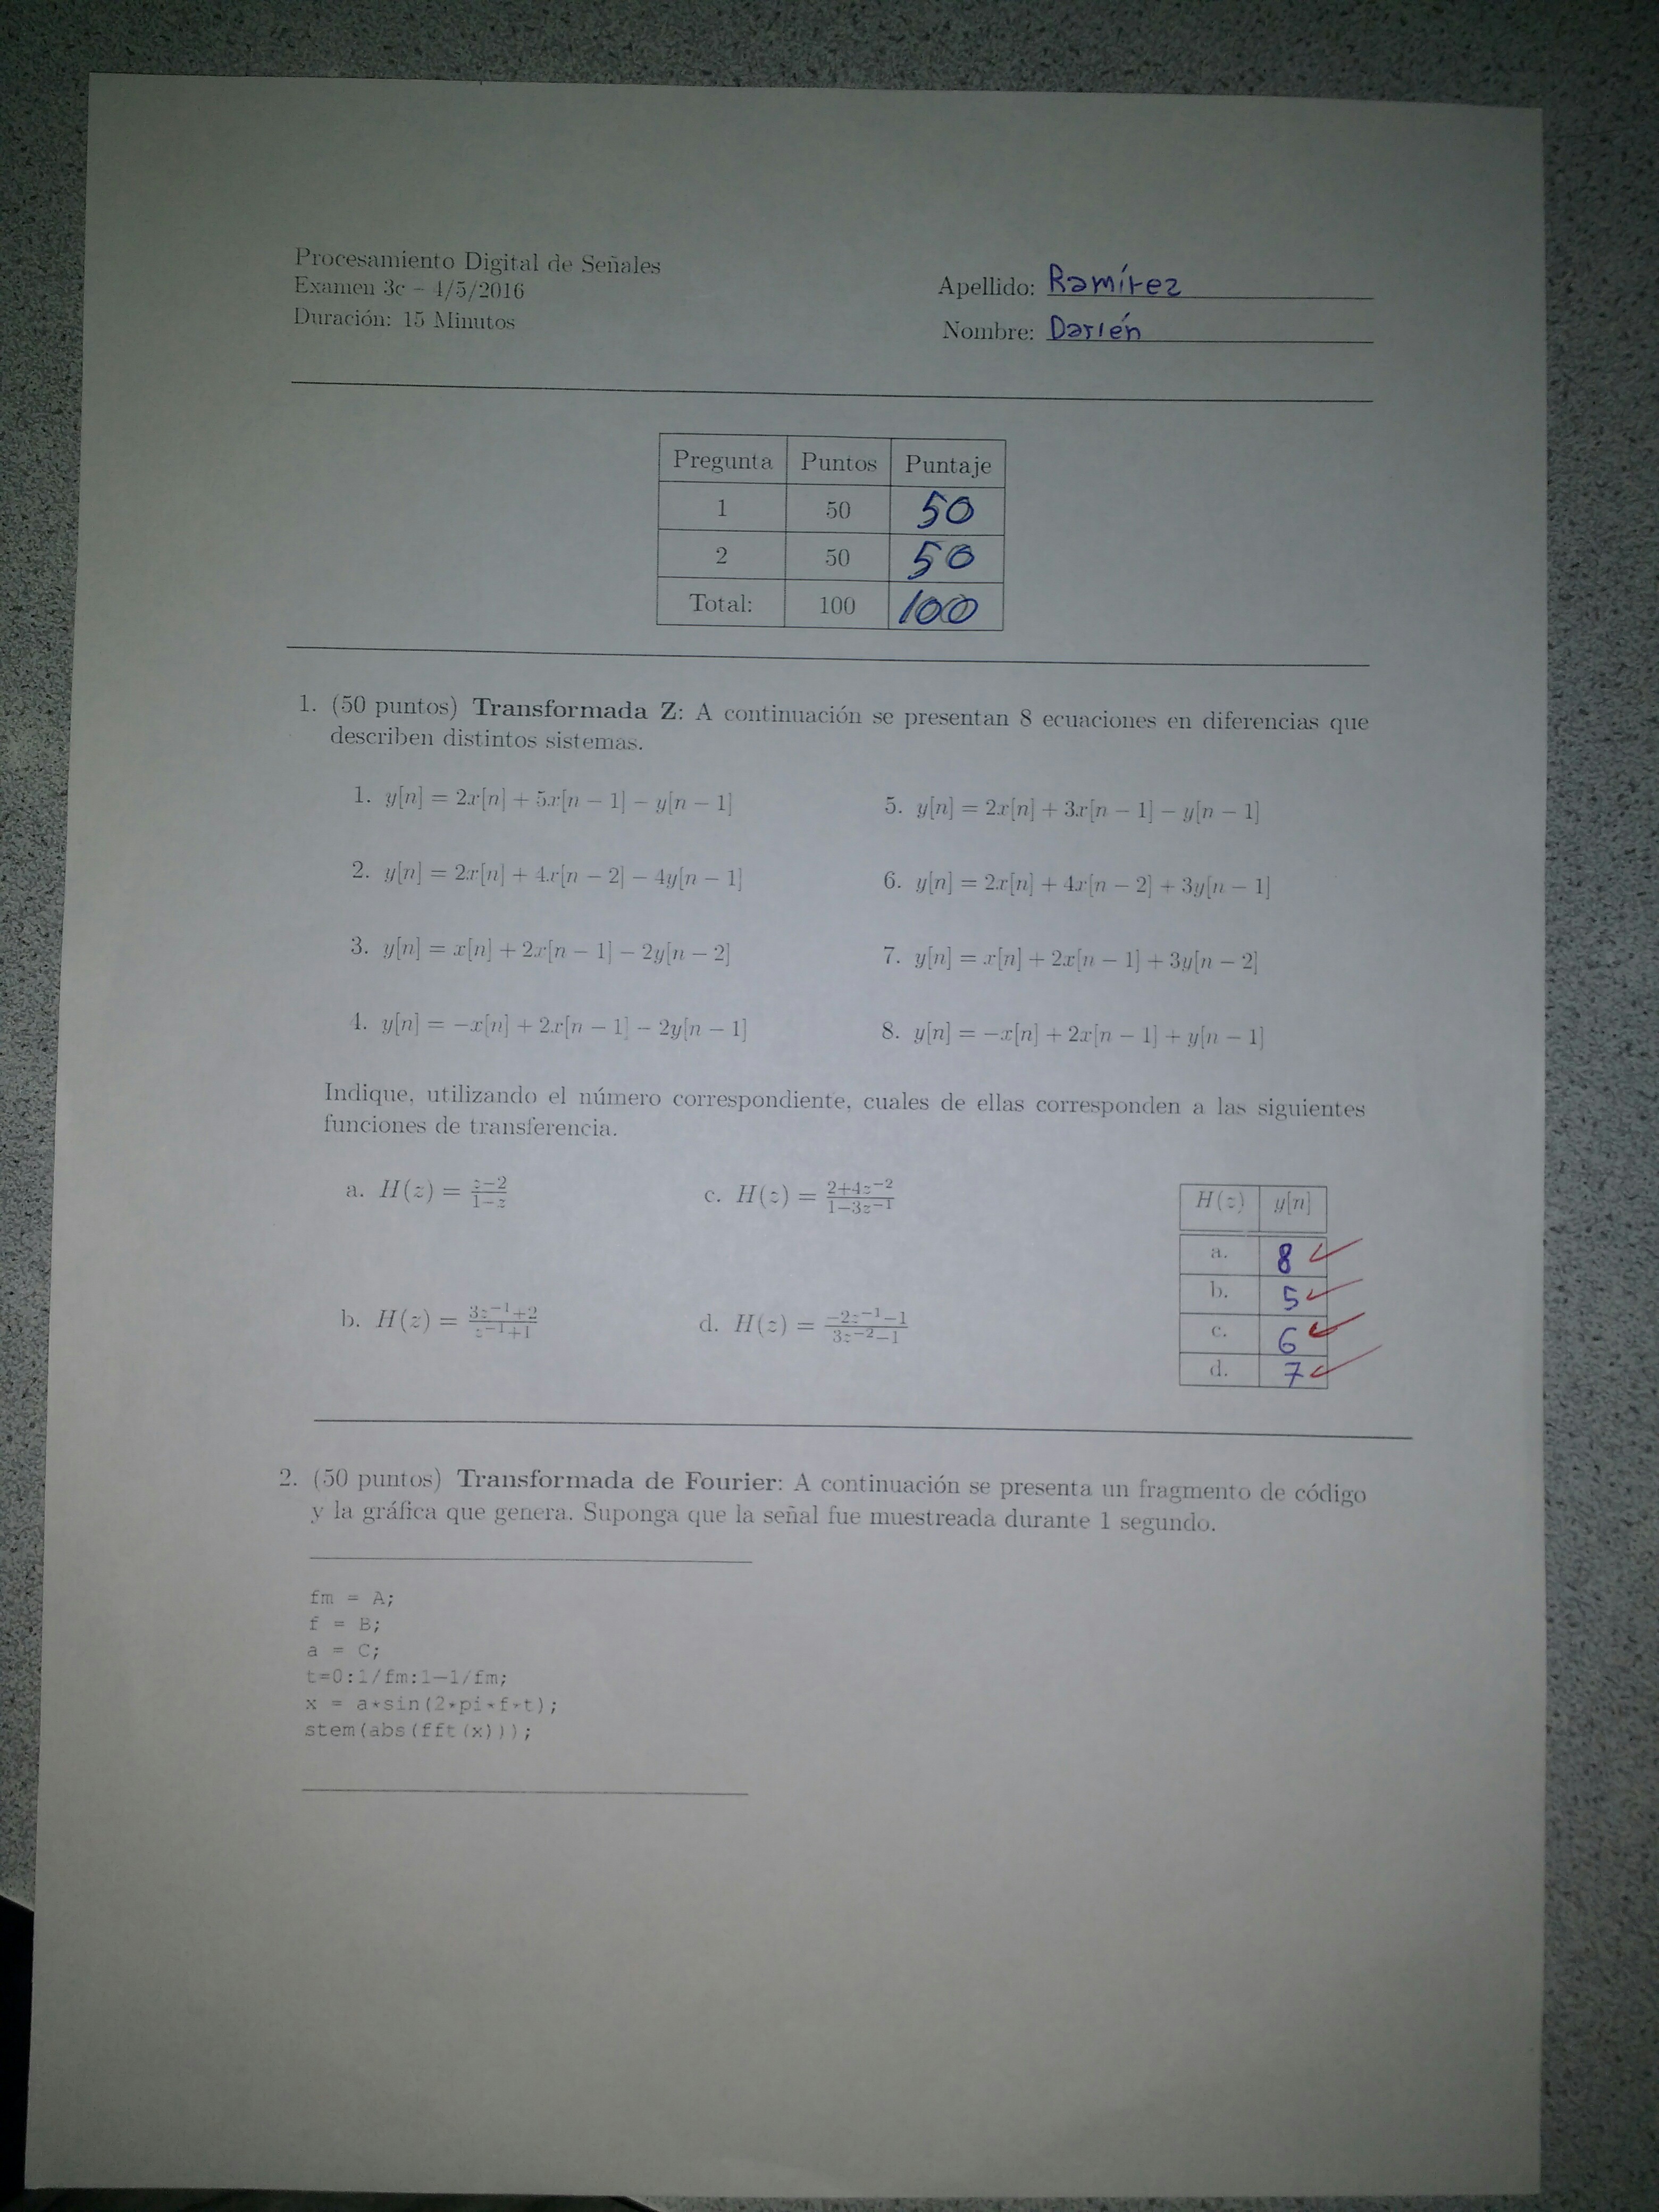 Procesamiento Digital de Señales
Examen 3c – 4/5/2016
Duración: 15 Minutos
Apellido: Ramírez
Nombre: Darién
Pregunta Puntos Puntaje
1 50 50
2 50 50
Total: 100 100
1. (50 puntos) Transformada Z: A continuación se presentan 8 ecuaciones en diferencias que
describen distintos sistemas.
1. y[n] = 2x[n] + 5x[n − 1] − y[n − 1]
2. y[n] = 2x[n] + 4x[n − 2] − 4y[n − 1]
3. y[n] = x[n] + 2x[n − 1] − 2y[n − 2]
4. y[n] = −x[n] + 2x[n − 1] − 2y[n − 1]
5. y[n] = 2x[n] + 3x[n − 1] − y[n − 1]
6. y[n] = 2x[n] + 4x[n − 2] + 3y[n − 1]
7. y[n] = x[n] + 2x[n − 1] + 3y[n − 2]
8. y[n] = −x[n] + 2x[n − 1] + y[n − 1]
Indique, utilizando el número correspondiente, cuales de ellas corresponden a las siguientes
funciones de transferencia.
a. H(z) = \frac{z−2}{1−z}
b. H(z) = \frac{3z^{−1}+2}{z^{−1}+1}
c. H(z) = \frac{2+4z^{−2}}{1−3z^{−1}}
d. H(z) = \frac{−2z^{−1}−1}{3z^{−2}−1}
H(z) y[n]
a. 8
b. 5
c. 6
d. 7
2. (50 puntos) Transformada de Fourier: A continuación se presenta un fragmento de código
y la gráfica que genera. Suponga que la señal fue muestreada durante 1 segundo.
fm = A;
f = B;
a = C;
t=0:1/fm:1−1/fm;
x = a*sin(2*pi*f*t);
stem(abs(fft(x)));